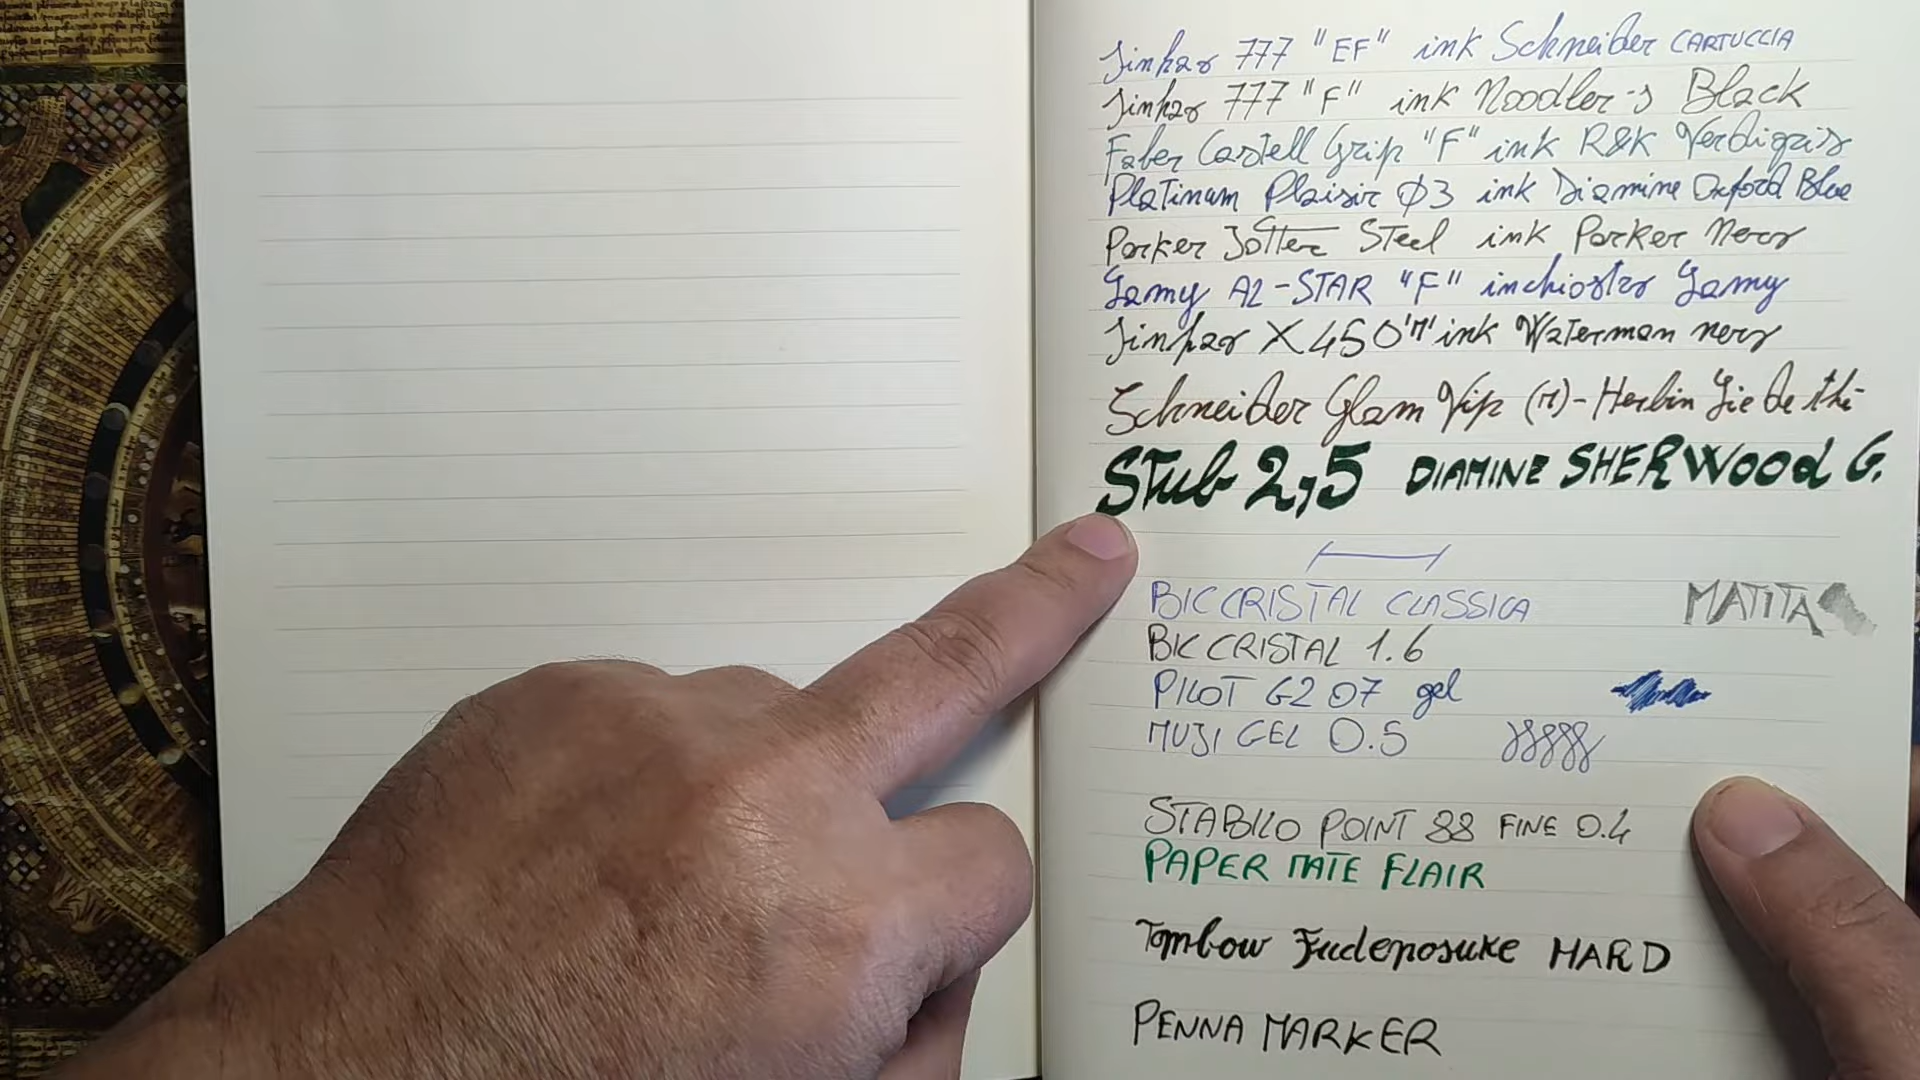 Jinhao 777 "EF" ink Schneider CARTUCCIA
Jinhao 777 "F" ink Noodler's Black
Faber Castell Grip "F" ink R&K Verdigris
Platinum Plaisir 03 ink Diamine Oxford Blue
Parker Jotter Steel ink Parker Nero
Lamy AL-STAR "F" inchiostro Lamy
Jinhao X450 "M" ink Waterman nero
Schneider Glam Vip (M) - Herbin Lie de thé
Stub 2,5 DIAMINE SHERWOOD G.
BIC CRISTAL CLASSICA
MATITA
BIC CRISTAL 1.6
PILOT G2 07 gel
MUJI GEL 0.5
STABILO POINT 88 FINE 0.4
PAPER MATE FLAIR
Tombow Fudenosuke HARD
PENNA MARKER